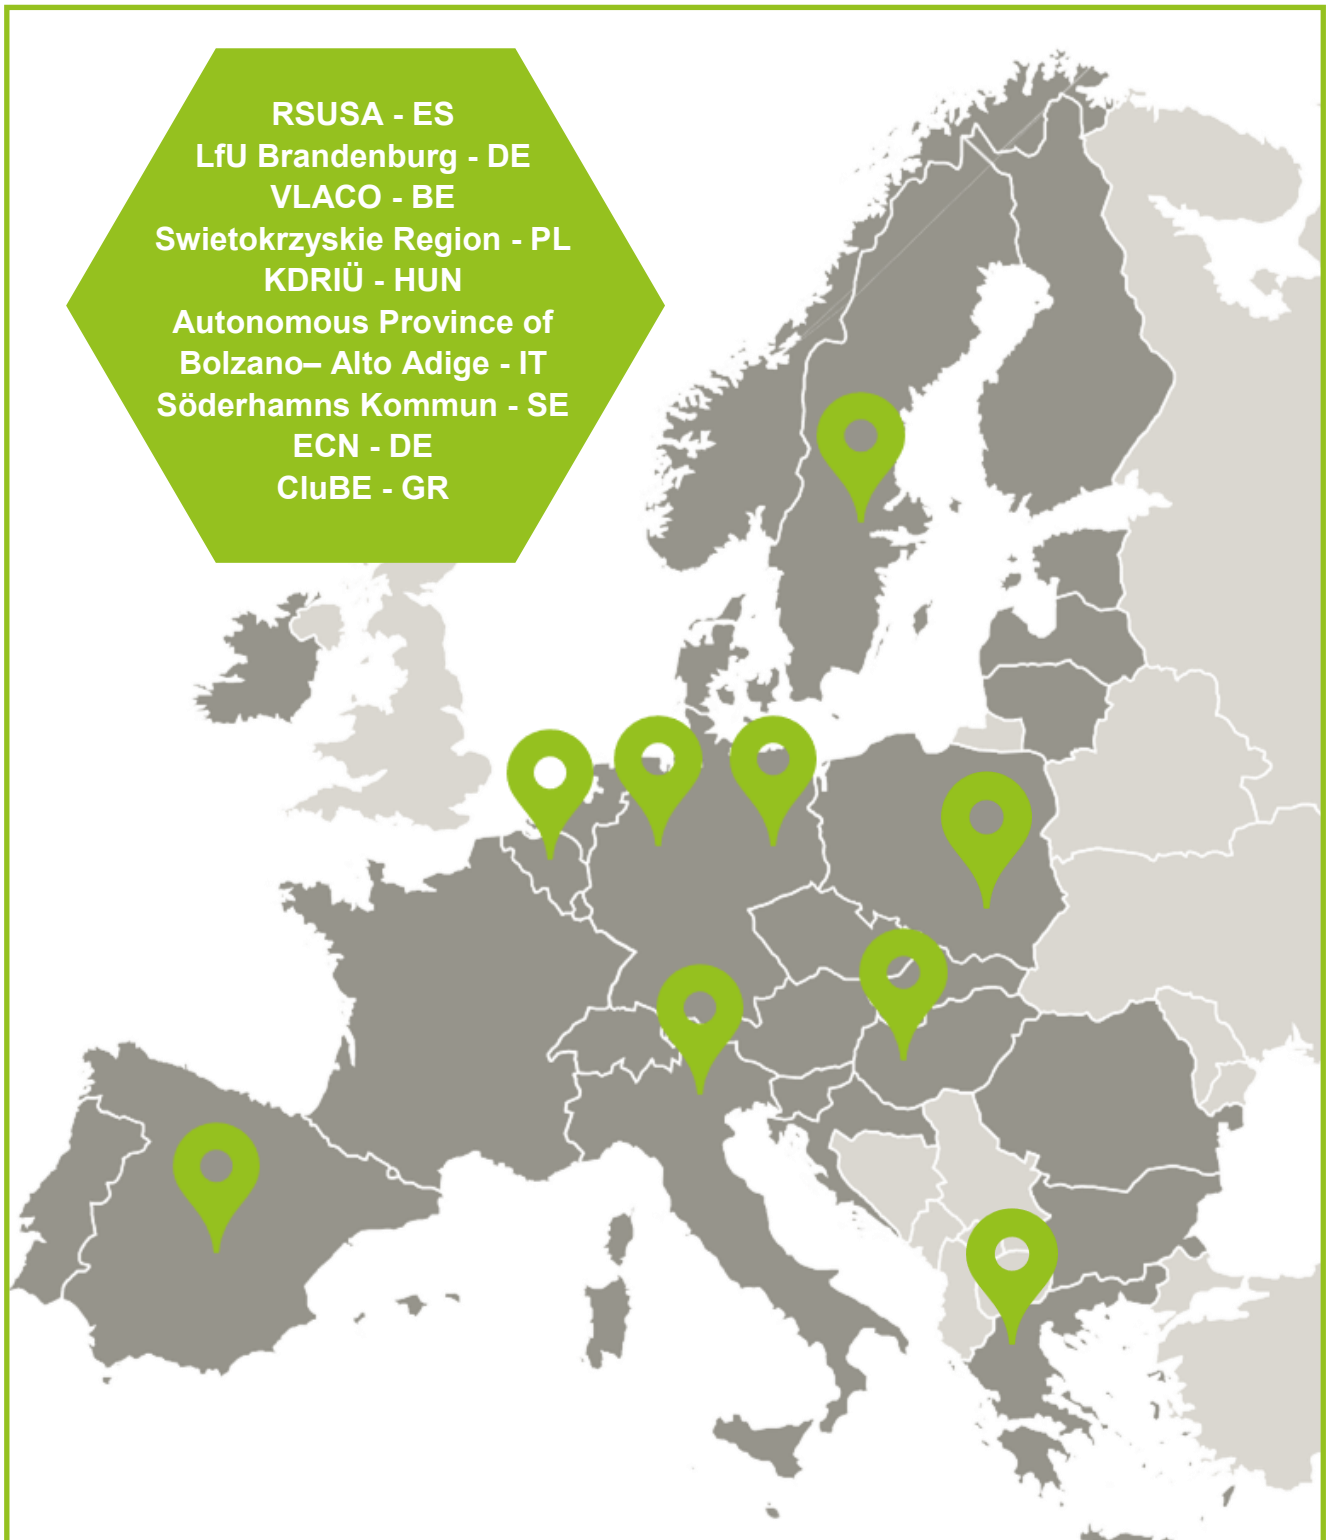 RSUSA - ES
LfU Brandenburg - DE
VLACO - BE
Swietokrzyskie Region - PL
KDRIÜ - HUN
Autonomous Province of
Bolzano– Alto Adige - IT
Söderhamns Kommun - SE
ECN - DE
CluBE - GR